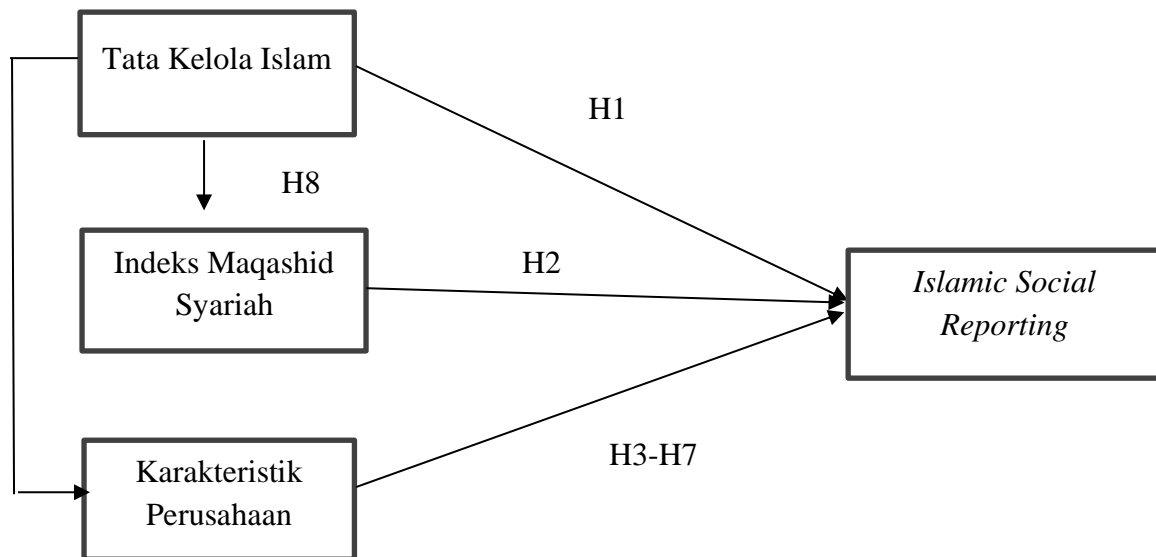 Tata Kelola Islam
H1
H8
Indeks Maqashid
Syariah
H2
Islamic Social
Reporting
H3-H7
Karakteristik
Perusahaan